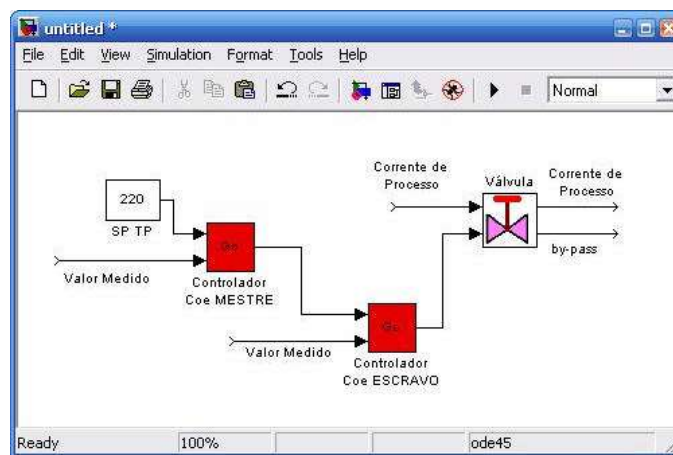 untitled *
File Edit View Simulation Format Tools Help
Normal
Corrente de
Processo
Válvula
Corrente de
Processo
220
SP TP
by-pass
Gc
Valor Medido
Controlador
Coe MESTRE
Gc
Valor Medido
Controlador
Coe ESCRAVO
Ready 100% ode45